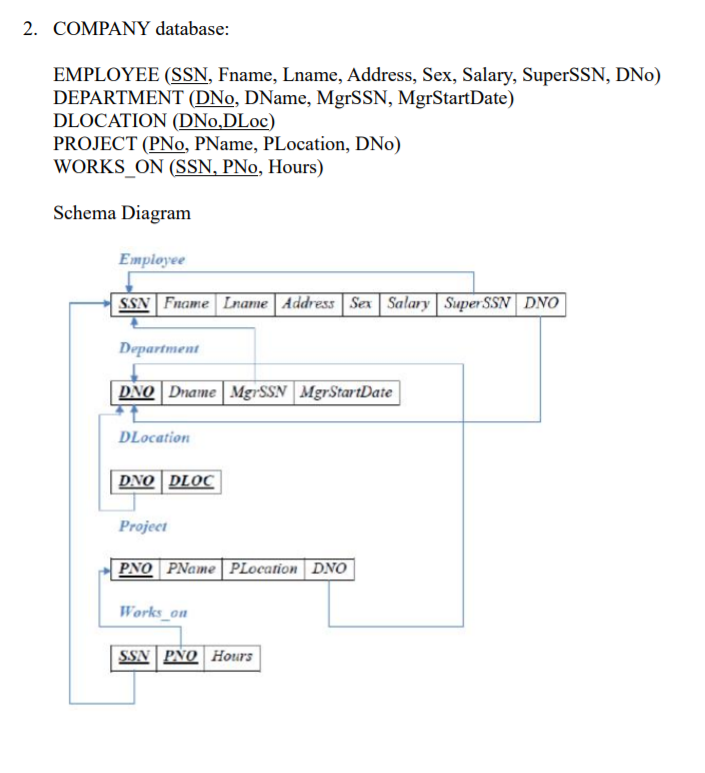 2. COMPANY database:
EMPLOYEE (SSN, Fname, Lname, Address, Sex, Salary, SuperSSN, DNo)
DEPARTMENT (DNo, DName, MgrSSN, MgrStartDate)
DLOCATION (DNo,DLoc)
PROJECT (PNo, PName, PLocation, DNo)
WORKS_ON (SSN, PNo, Hours)
Schema Diagram
Employee
SSN Fname Lname Address Sex Salary SuperSSN DNO
Department
DNO Dname MgrSSN MgrStartDate
DLocation
DNO DLOC
Project
PNO PName PLocation DNO
Works_on
SSN PNO Hours